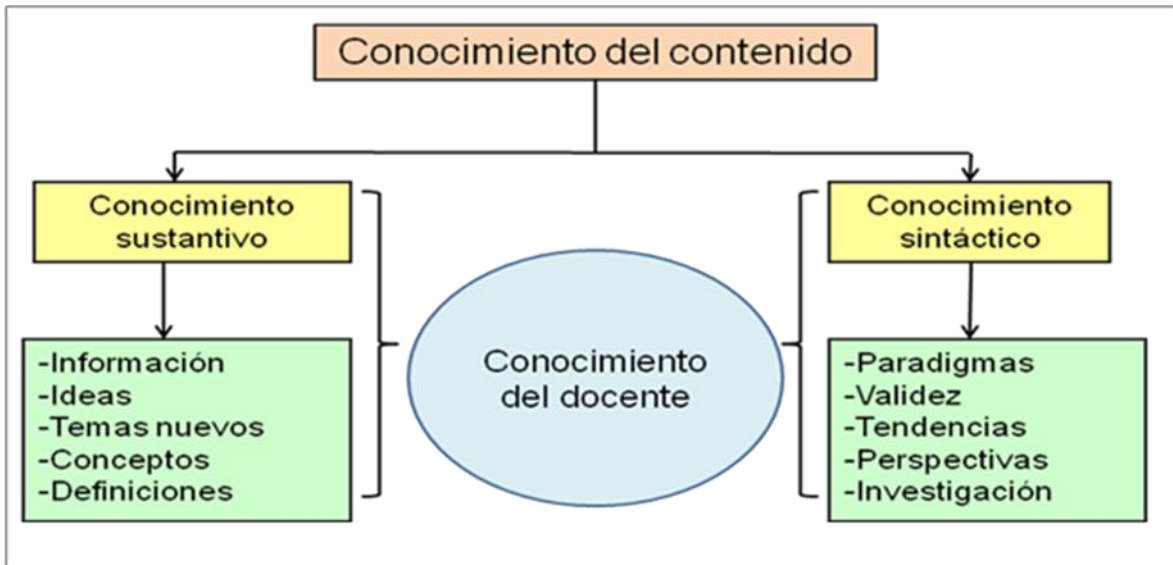 Conocimiento del contenido
Conocimiento
sustantivo
-Información
-Ideas
-Temas nuevos
-Conceptos
-Definiciones
Conocimiento
del docente
Conocimiento
sintáctico
-Paradigmas
-Validez
-Tendencias
-Perspectivas
-Investigación